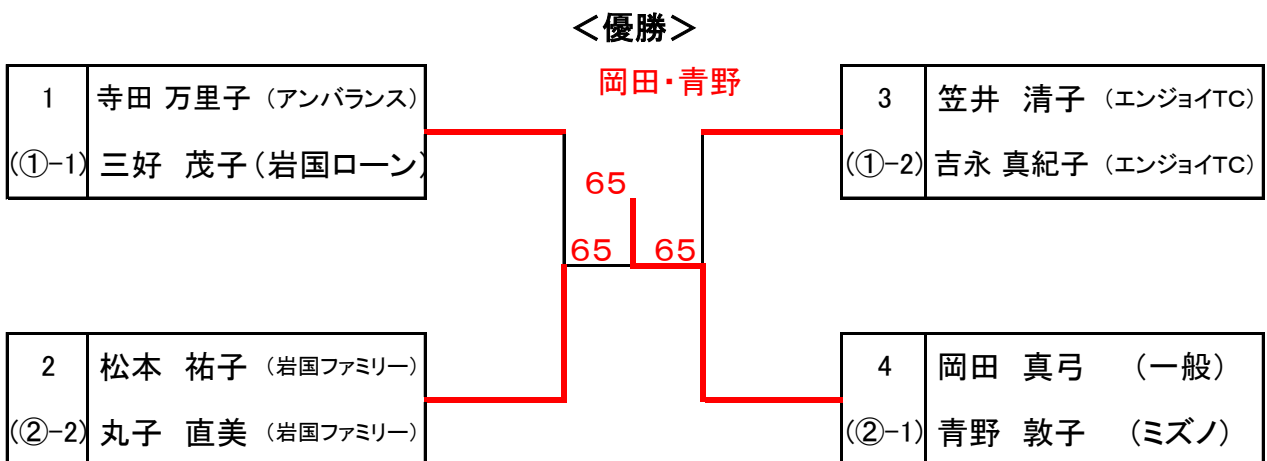 ＜優勝＞
岡田・青野
1 寺田 万里子 （アンバランス）
(①-1) 三好 茂子（岩国ローン）
3 笠井 清子 （エンジョイTC）
(①-2) 吉永 真紀子 （エンジョイTC）
65
65 65
2 松本 祐子 （岩国ファミリー）
(②-2) 丸子 直美 （岩国ファミリー）
4 岡田 真弓 （一般）
(②-1) 青野 敦子 （ミズノ）